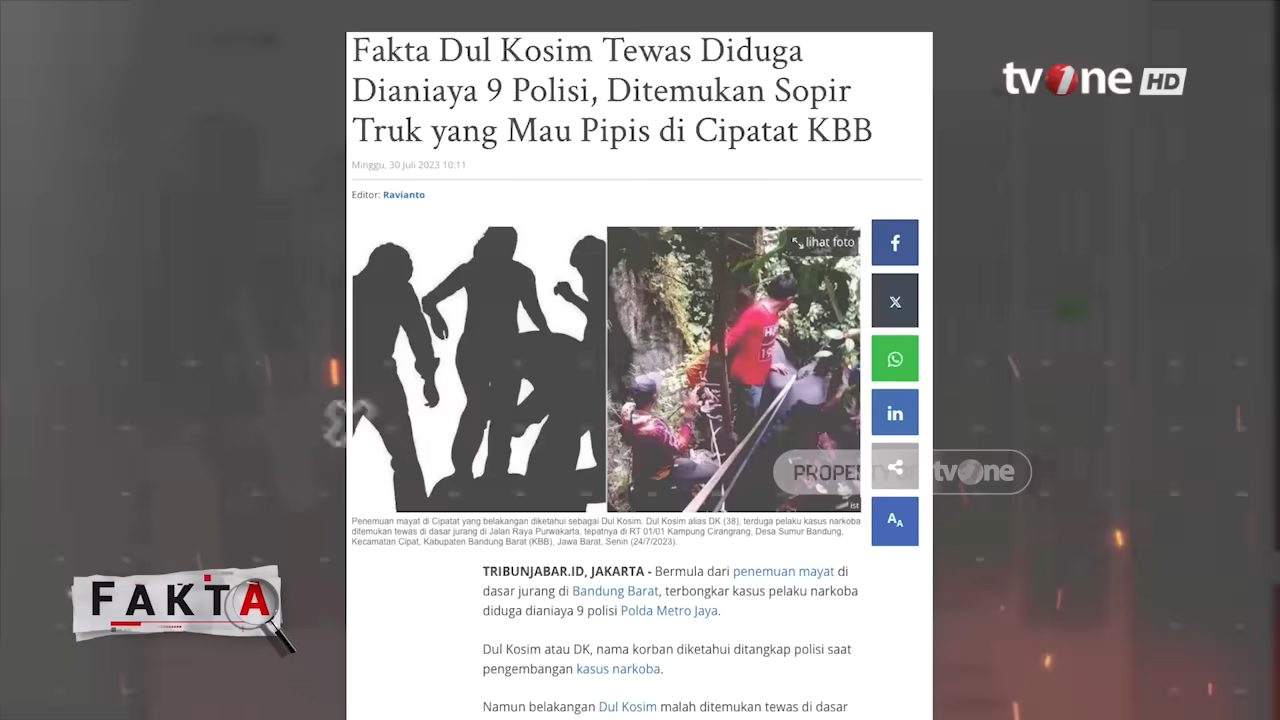 Fakta Dul Kosim Tewas Diduga
Dianiaya 9 Polisi, Ditemukan Sopir
Truk yang Mau Pipis di Cipatat KBB
tvOne HD
Minggu, 30 Juli 2023 10:11
Editor: Ravianto
lihat foto
ist
Penemuan mayat di Cipatat yang belakangan diketahui sebagai Dul Kosim. Dul Kosim alias DK (38), terduga pelaku kasus narkoba
ditemukan tewas di dasar jurang di Jalan Raya Purwakarta, tepatnya di RT 01/01 Kampung Cirangrang, Desa Sumur Bandung,
Kecamatan Cipat, Kabupaten Bandung Barat (KBB), Jawa Barat, Senin (24/7/2023).
TRIBUNJABAR.ID, JAKARTA - Bermula dari penemuan mayat di
dasar jurang di Bandung Barat, terbongkar kasus pelaku narkoba
diduga dianiaya 9 polisi Polda Metro Jaya.
Dul Kosim atau DK, nama korban diketahui ditangkap polisi saat
pengembangan kasus narkoba.
Namun belakangan Dul Kosim malah ditemukan tewas di dasar
FAKTA
tvOne